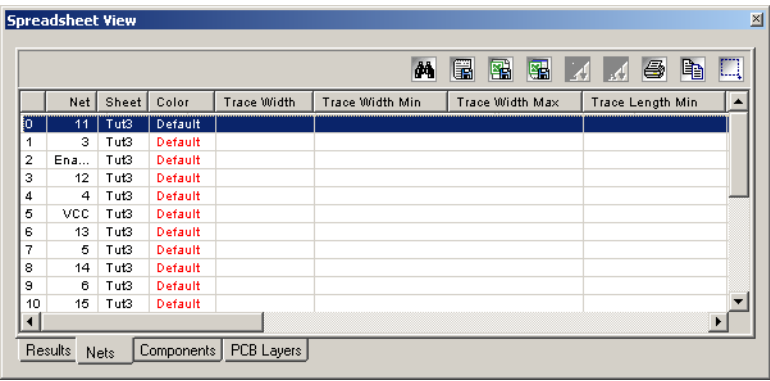 Spreadsheet View
Net Sheet Color Trace Width Trace Width Min Trace Width Max Trace Length Min
0 11 Tut3 Default
1 3 Tut3 Default
2 Ena... Tut3 Default
3 12 Tut3 Default
4 4 Tut3 Default
5 VCC Tut3 Default
6 13 Tut3 Default
7 5 Tut3 Default
8 14 Tut3 Default
9 6 Tut3 Default
10 15 Tut3 Default
Results Nets Components PCB Layers